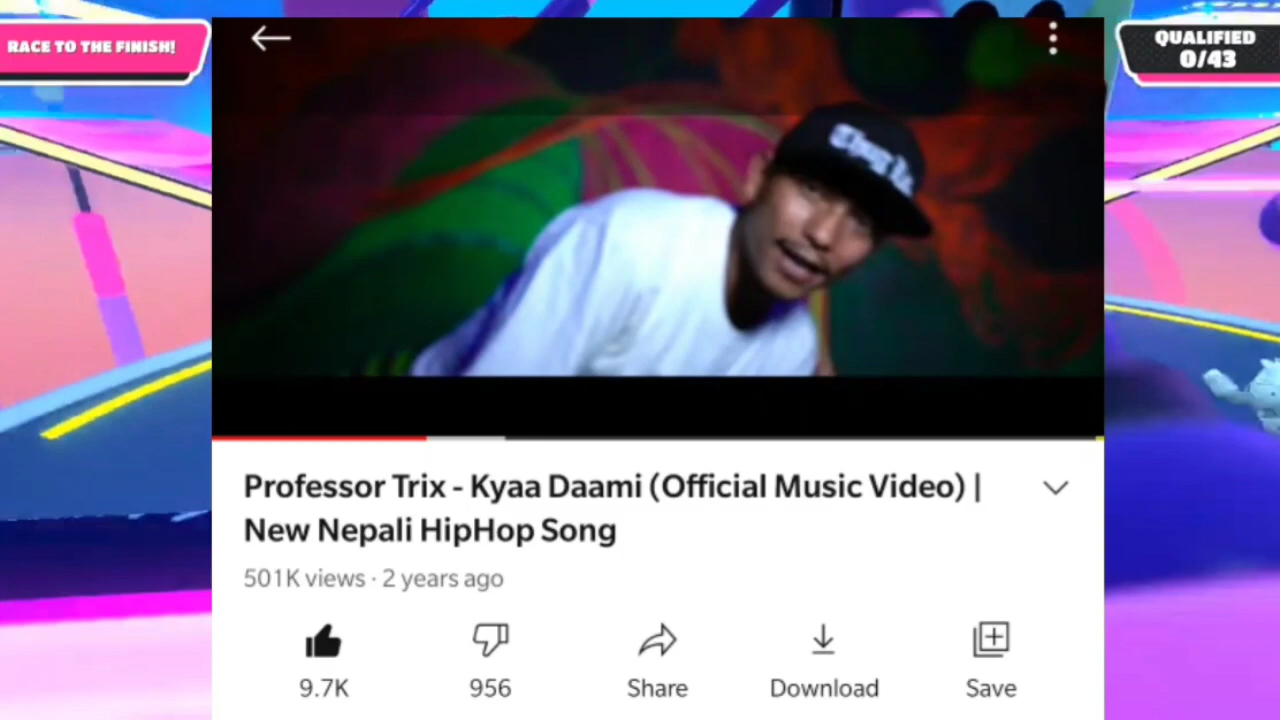 RACE TO THE FINISH!
QUALIFIED
0/43
Professor Trix - Kyaa Daami (Official Music Video) |
New Nepali HipHop Song
501K views · 2 years ago
9.7K
956
Share
Download
Save